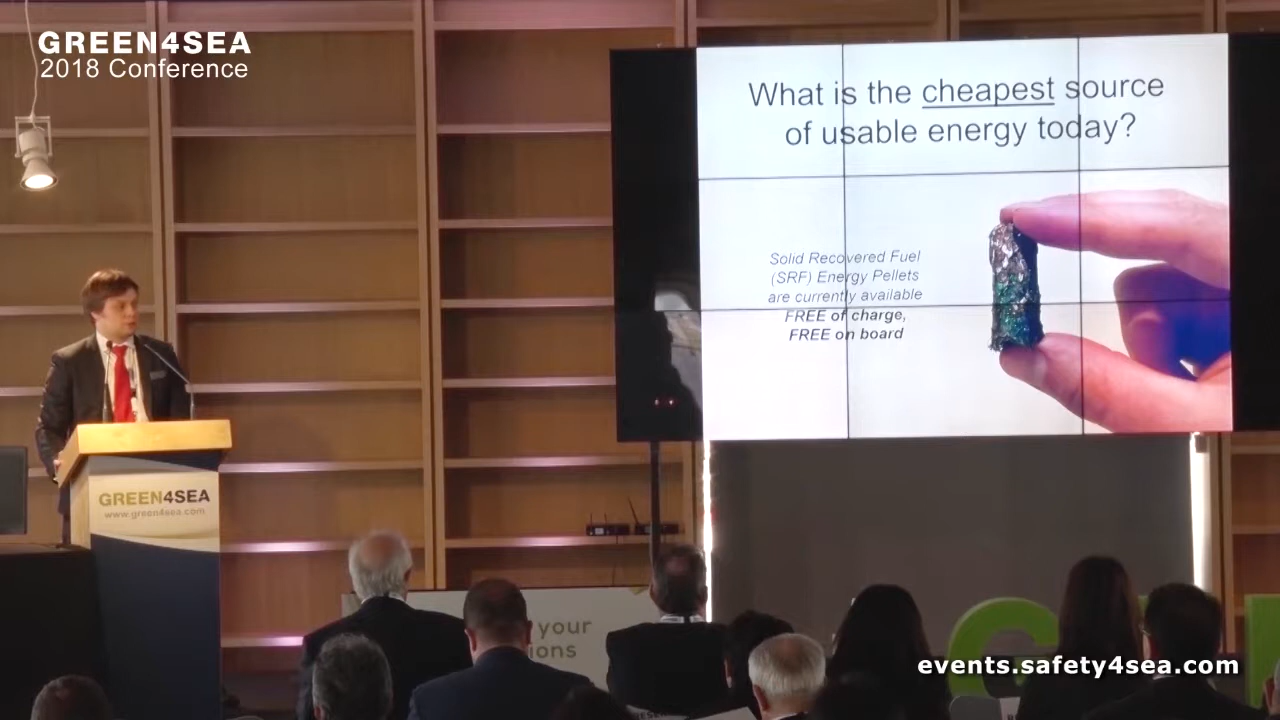 GREEN4SEA
2018 Conference
What is the cheapest source
of usable energy today?
Solid Recovered Fuel
(SRF) Energy Pellets
are currently available
FREE of charge,
FREE on board
GREEN4SEA
www.green4sea.com
your
ions
events.safety4sea.com